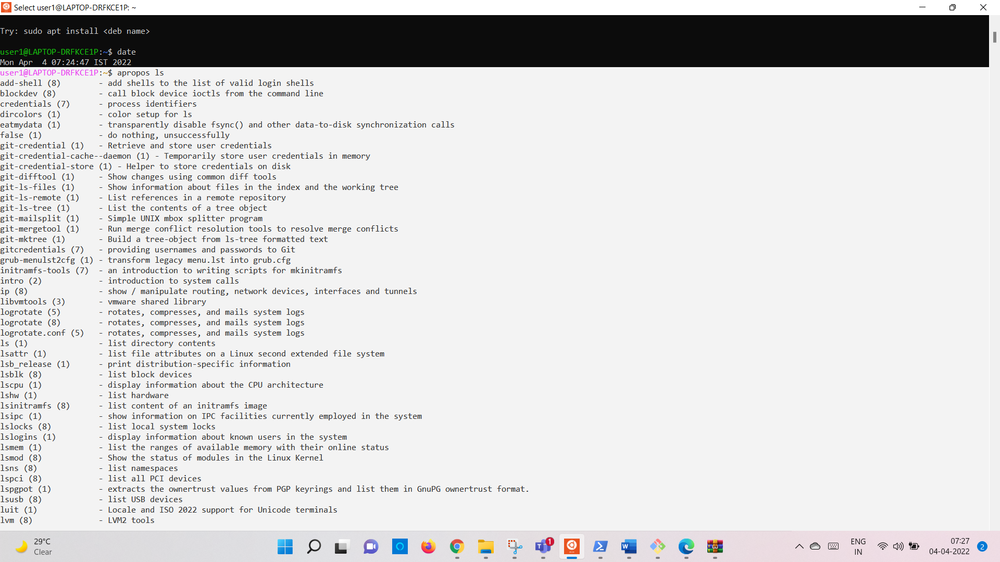 Select user1@LAPTOP-DRFKCE1P: ~
Try: sudo apt install <deb name>
user1@LAPTOP-DRFKCE1P:~$ date
Mon Apr  4 07:24:47 IST 2022
user1@LAPTOP-DRFKCE1P:~$ apropos ls
add-shell (8)        - add shells to the list of valid login shells
blockdev (8)         - call block device ioctls from the command line
credentials (7)      - process identifiers
dircolors (1)        - color setup for ls
eatmydata (1)        - transparently disable fsync() and other data-to-disk synchronization calls
false (1)            - do nothing, unsuccessfully
git-credential (1)   - Retrieve and store user credentials
git-credential-cache--daemon (1) - Temporarily store user credentials in memory
git-credential-store (1) - Helper to store credentials on disk
git-difftool (1)     - Show changes using common diff tools
git-ls-files (1)     - Show information about files in the index and the working tree
git-ls-remote (1)    - List references in a remote repository
git-ls-tree (1)      - List the contents of a tree object
git-mailsplit (1)    - Simple UNIX mbox splitter program
git-mergetool (1)    - Run merge conflict resolution tools to resolve merge conflicts
git-mktree (1)       - Build a tree-object from ls-tree formatted text
gitcredentials (7)   - providing usernames and passwords to Git
grub-menulst2cfg (1) - transform legacy menu.lst into grub.cfg
initramfs-tools (7)  - an introduction to writing scripts for mkinitramfs
intro (2)            - introduction to system calls
ip (8)               - show / manipulate routing, network devices, interfaces and tunnels
libvmtools (3)       - vmware shared library
logrotate (5)        - rotates, compresses, and mails system logs
logrotate (8)        - rotates, compresses, and mails system logs
logrotate.conf (5)   - rotates, compresses, and mails system logs
ls (1)               - list directory contents
lsattr (1)           - list file attributes on a Linux second extended file system
lsb_release (1)      - print distribution-specific information
lsblk (8)            - list block devices
lscpu (1)            - display information about the CPU architecture
lshw (1)             - list hardware
lsinitramfs (8)      - list content of an initramfs image
lsipc (1)            - show information on IPC facilities currently employed in the system
lslocks (8)          - list local system locks
lslogins (1)         - display information about known users in the system
lsmem (1)            - list the ranges of available memory with their online status
lsmod (8)            - Show the status of modules in the Linux Kernel
lsns (8)             - list namespaces
lspci (8)            - list all PCI devices
lspgpot (1)          - extracts the ownertrust values from PGP keyrings and list them in GnuPG ownertrust format.
lsusb (8)            - list USB devices
luit (1)             - Locale and ISO 2022 support for Unicode terminals
lvm (8)              - LVM2 tools
29°C
Clear
1
ENG
IN
07:27
04-04-2022
2